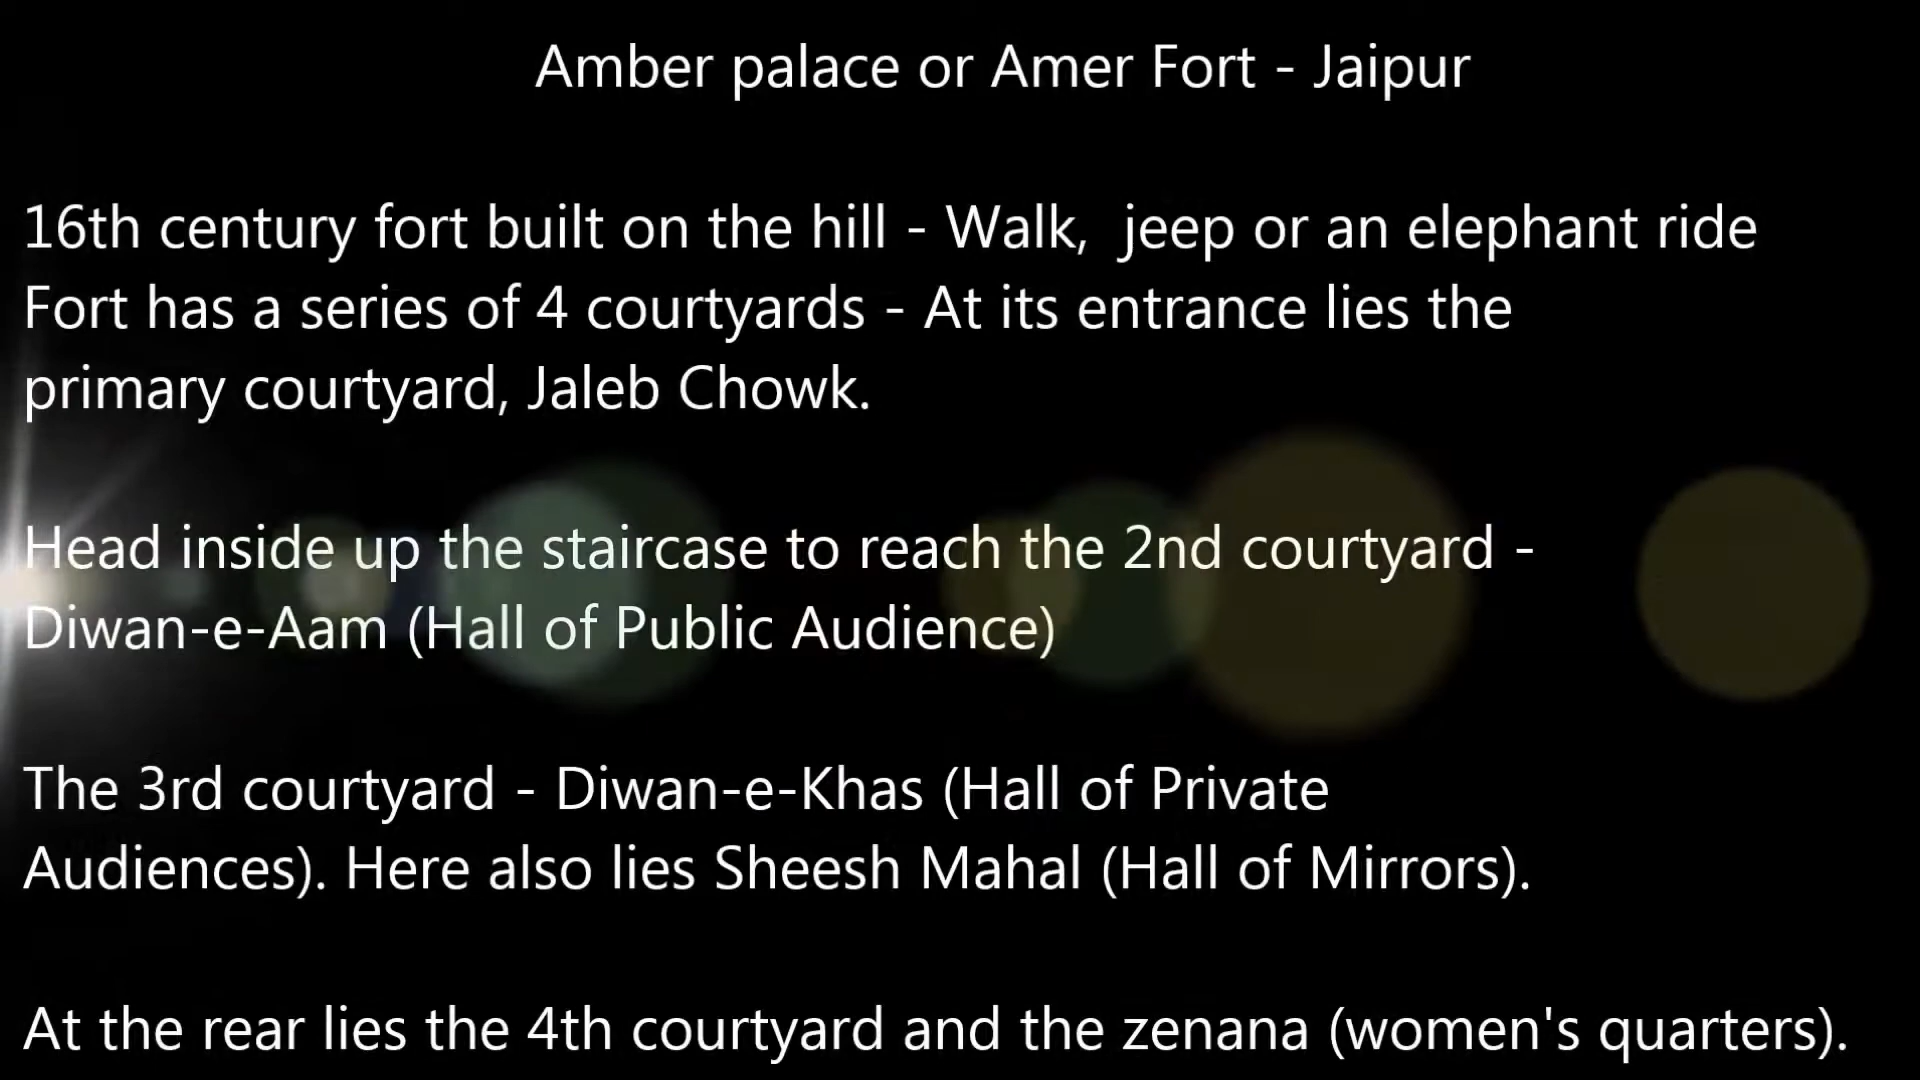 Amber palace or Amer Fort - Jaipur
16th century fort built on the hill - Walk,  jeep or an elephant ride
Fort has a series of 4 courtyards - At its entrance lies the
primary courtyard, Jaleb Chowk.
Head inside up the staircase to reach the 2nd courtyard -
Diwan-e-Aam (Hall of Public Audience)
The 3rd courtyard - Diwan-e-Khas (Hall of Private
Audiences). Here also lies Sheesh Mahal (Hall of Mirrors).
At the rear lies the 4th courtyard and the zenana (women's quarters).